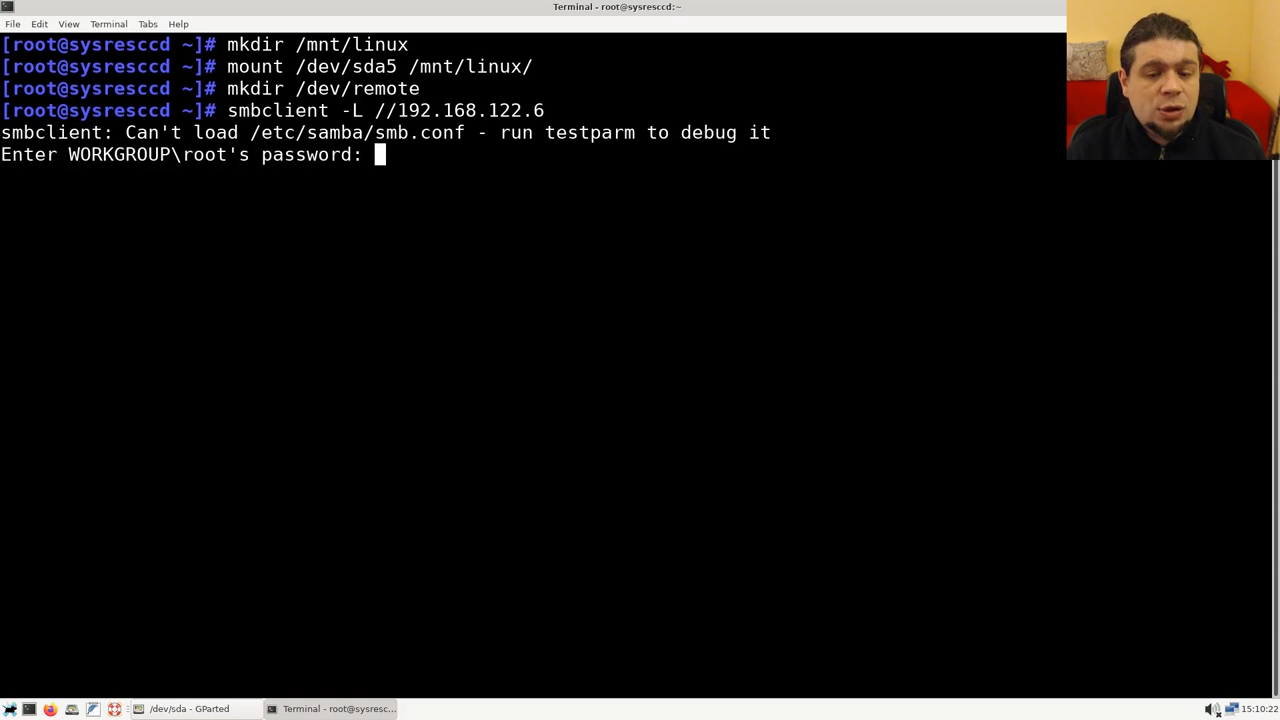 Terminal - root@sysresccd:~
File Edit View Terminal Tabs Help
[root@sysresccd ~]# mkdir /mnt/linux
[root@sysresccd ~]# mount /dev/sda5 /mnt/linux/
[root@sysresccd ~]# mkdir /dev/remote
[root@sysresccd ~]# smbclient -L //192.168.122.6
smbclient: Can't load /etc/samba/smb.conf - run testparm to debug it
Enter WORKGROUP\root's password:
/dev/sda - GParted Terminal - root@sysresc... 15:10:22